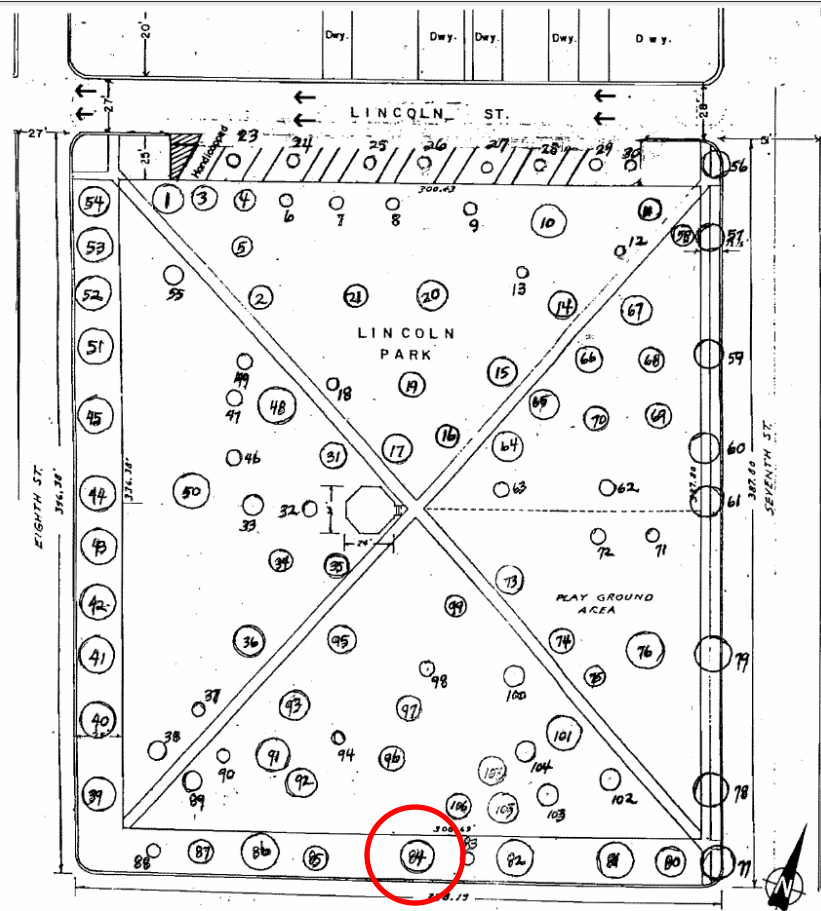 20'
Dwy. Dwy. Dwy. Dwy. Dwy.
27'
LINCOLN ST.
28'
27'
25'
Handicapped
23 24 25 26 27 28 29 30
56
300.43
54 1 3 4 6 7 8 9 10 11
57
58
53 5 12
55 13
52 2 21 20 14 67
LINCOLN
PARK
51 49 18 19 15 66 68 59
47 48 65 70 69
45 16
46 31 17 64 60
44 50 63 62 61
33 32
EIGHTH ST.
396.38'
336.38'
24'
387.80
SEVENTH ST.
43 34 35 72 71
42 99 73
PLAY GROUND
AREA
41 36 95 74 76 79
98 100 75
37 93 97
40 38 94 101
90 91 96 104
39 89 92 102 78
106 103 103
300.69'
88 87 86 85 84 83 82 81 80 77
N